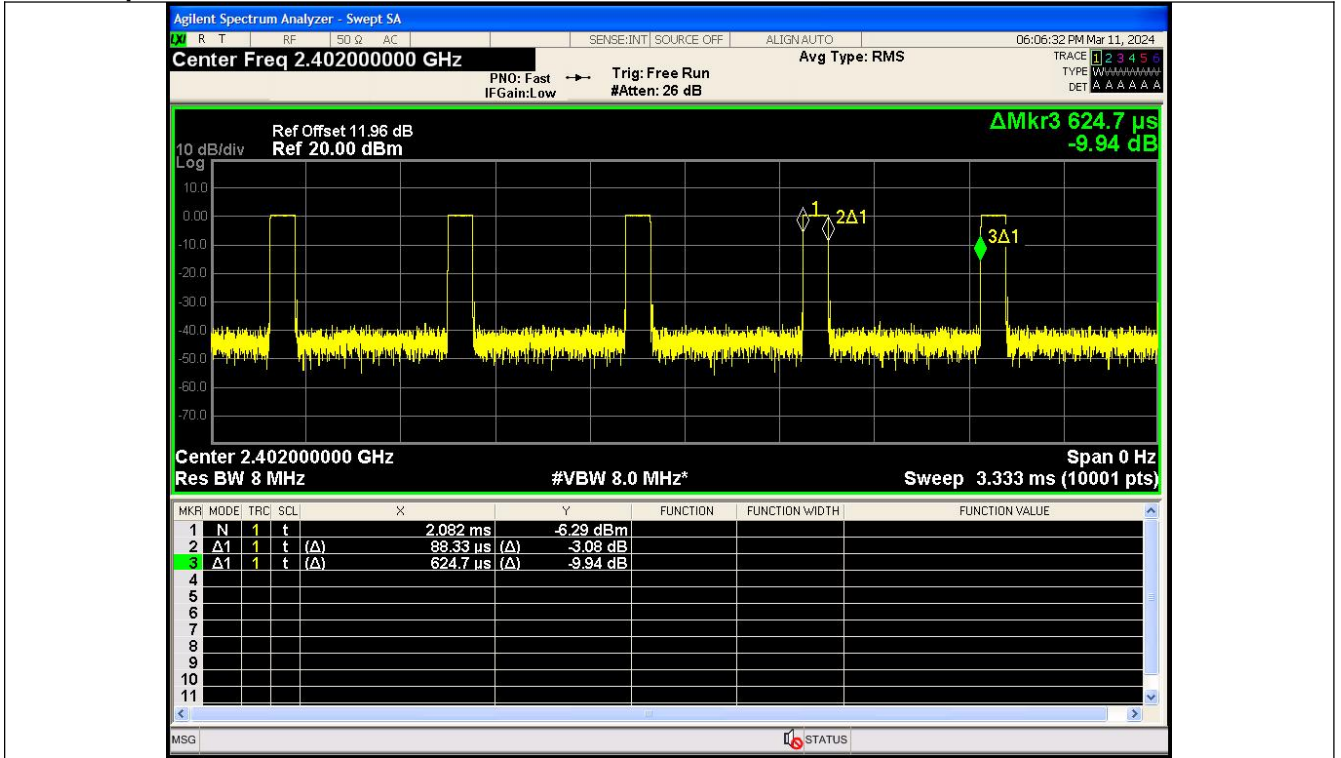 Agilent Spectrum Analyzer - Swept SA
LXI R T RF 50 Ω AC SENSE:INT SOURCE OFF ALIGN AUTO 06:06:32 PM Mar 11, 2024
Center Freq 2.402000000 GHz Avg Type: RMS TRACE 1 2 3 4 5 6
PNO: Fast Trig: Free Run TYPE WWWWWW
IFGain:Low #Atten: 26 dB DET A A A A A A
ΔMkr3 624.7 µs
-9.94 dB
Ref Offset 11.96 dB
10 dB/div Ref 20.00 dBm
Log
10.0
0.00
-10.0
-20.0
-30.0
-40.0
-50.0
-60.0
-70.0
1
2Δ1
3Δ1
Center 2.402000000 GHz Span 0 Hz
Res BW 8 MHz #VBW 8.0 MHz* Sweep 3.333 ms (10001 pts)
MKR MODE TRC SCL X Y FUNCTION FUNCTION WIDTH FUNCTION VALUE
1 N 1 t 2.082 ms -6.29 dBm
2 Δ1 1 t (Δ) 88.33 µs (Δ) -3.08 dB
3 Δ1 1 t (Δ) 624.7 µs (Δ) -9.94 dB
4
5
6
7
8
9
10
11
MSG STATUS